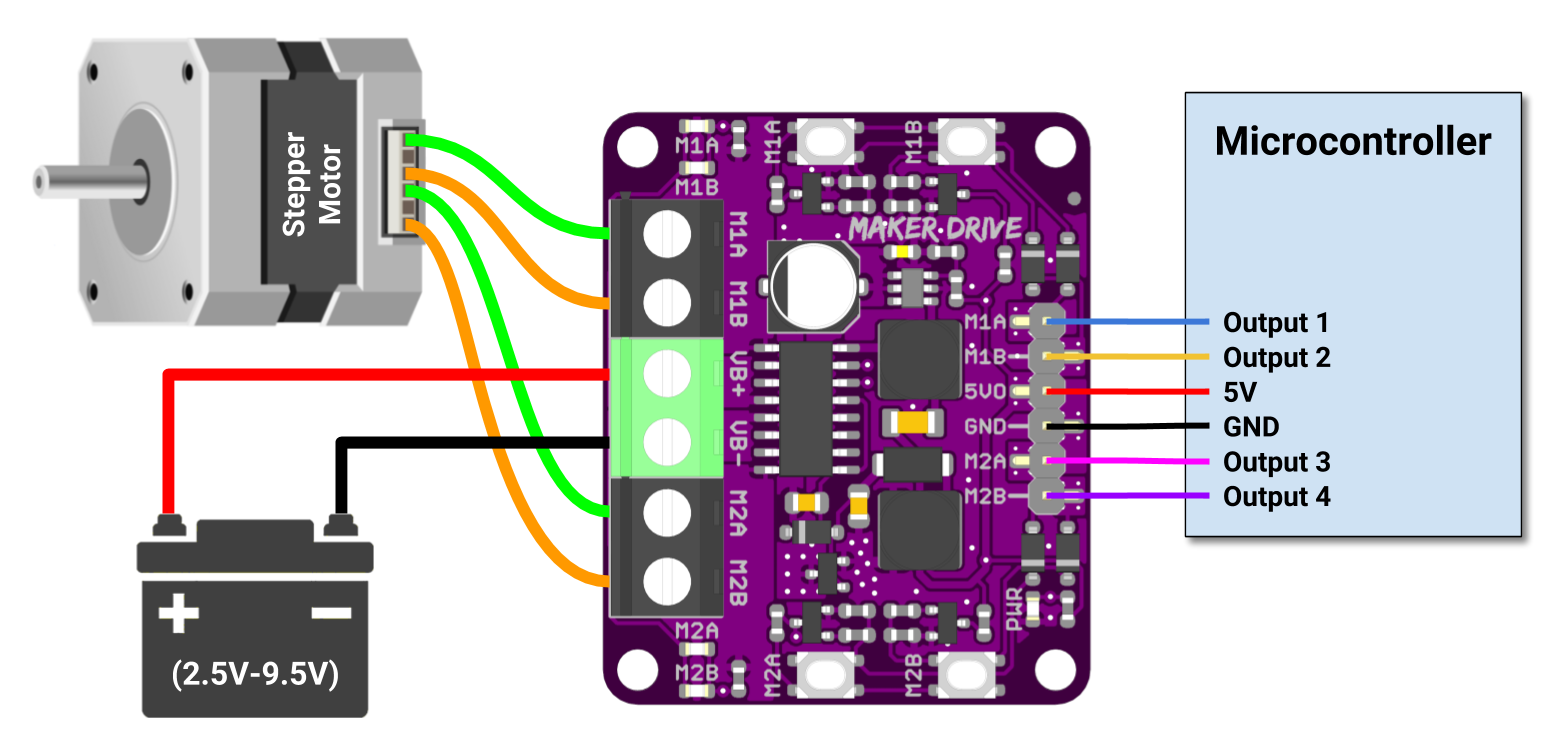 Stepper
Motor
(2.5V-9.5V)
M1A
M1B
M1A
M1B
MAKER DRIVE
M1A
M1B
VB+
VB-
M2A
M2B
M1A
M1B
5VO
GND
M2A
M2B
PWR
M2A
M2B
M2A
M2B
Microcontroller
Output 1
Output 2
5V
GND
Output 3
Output 4